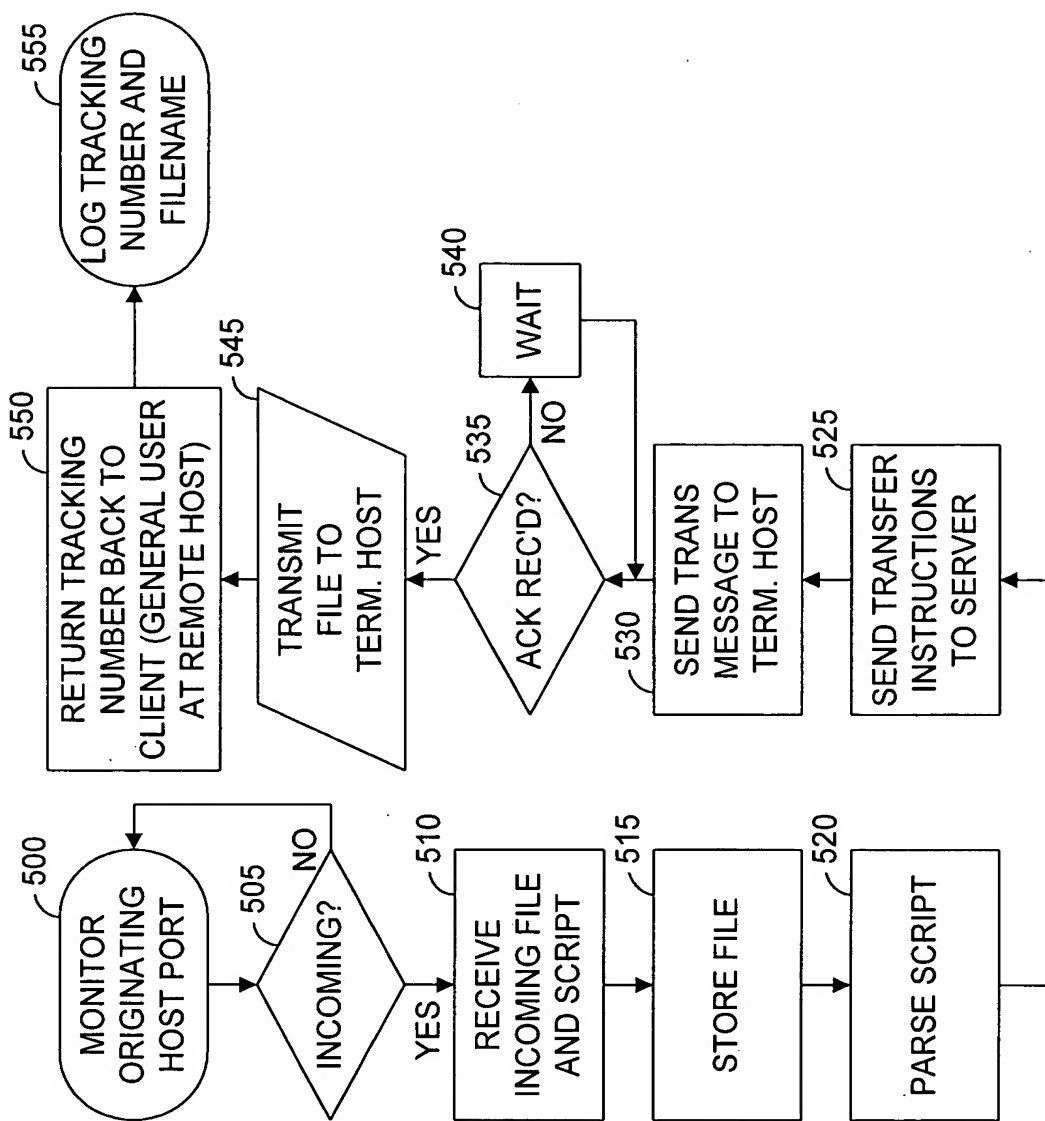 500
MONITOR
ORIGINATING
HOST PORT
505
INCOMING?
NO
YES
510
RECEIVE
INCOMING FILE
AND SCRIPT
515
STORE FILE
520
PARSE SCRIPT
525
SEND TRANSFER
INSTRUCTIONS
TO SERVER
530
SEND TRANS
MESSAGE TO
TERM. HOST
535
ACK REC'D?
NO
540
WAIT
YES
545
TRANSMIT
FILE TO
TERM. HOST
550
RETURN TRACKING
NUMBER BACK TO
CLIENT (GENERAL USER
AT REMOTE HOST)
555
LOG TRACKING
NUMBER AND
FILENAME